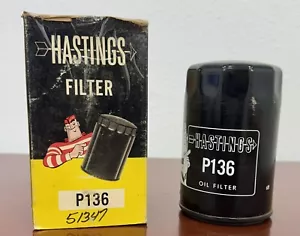 HASTINGS
FILTER
P136
51347
HASTINGS
P136
OIL FILTER